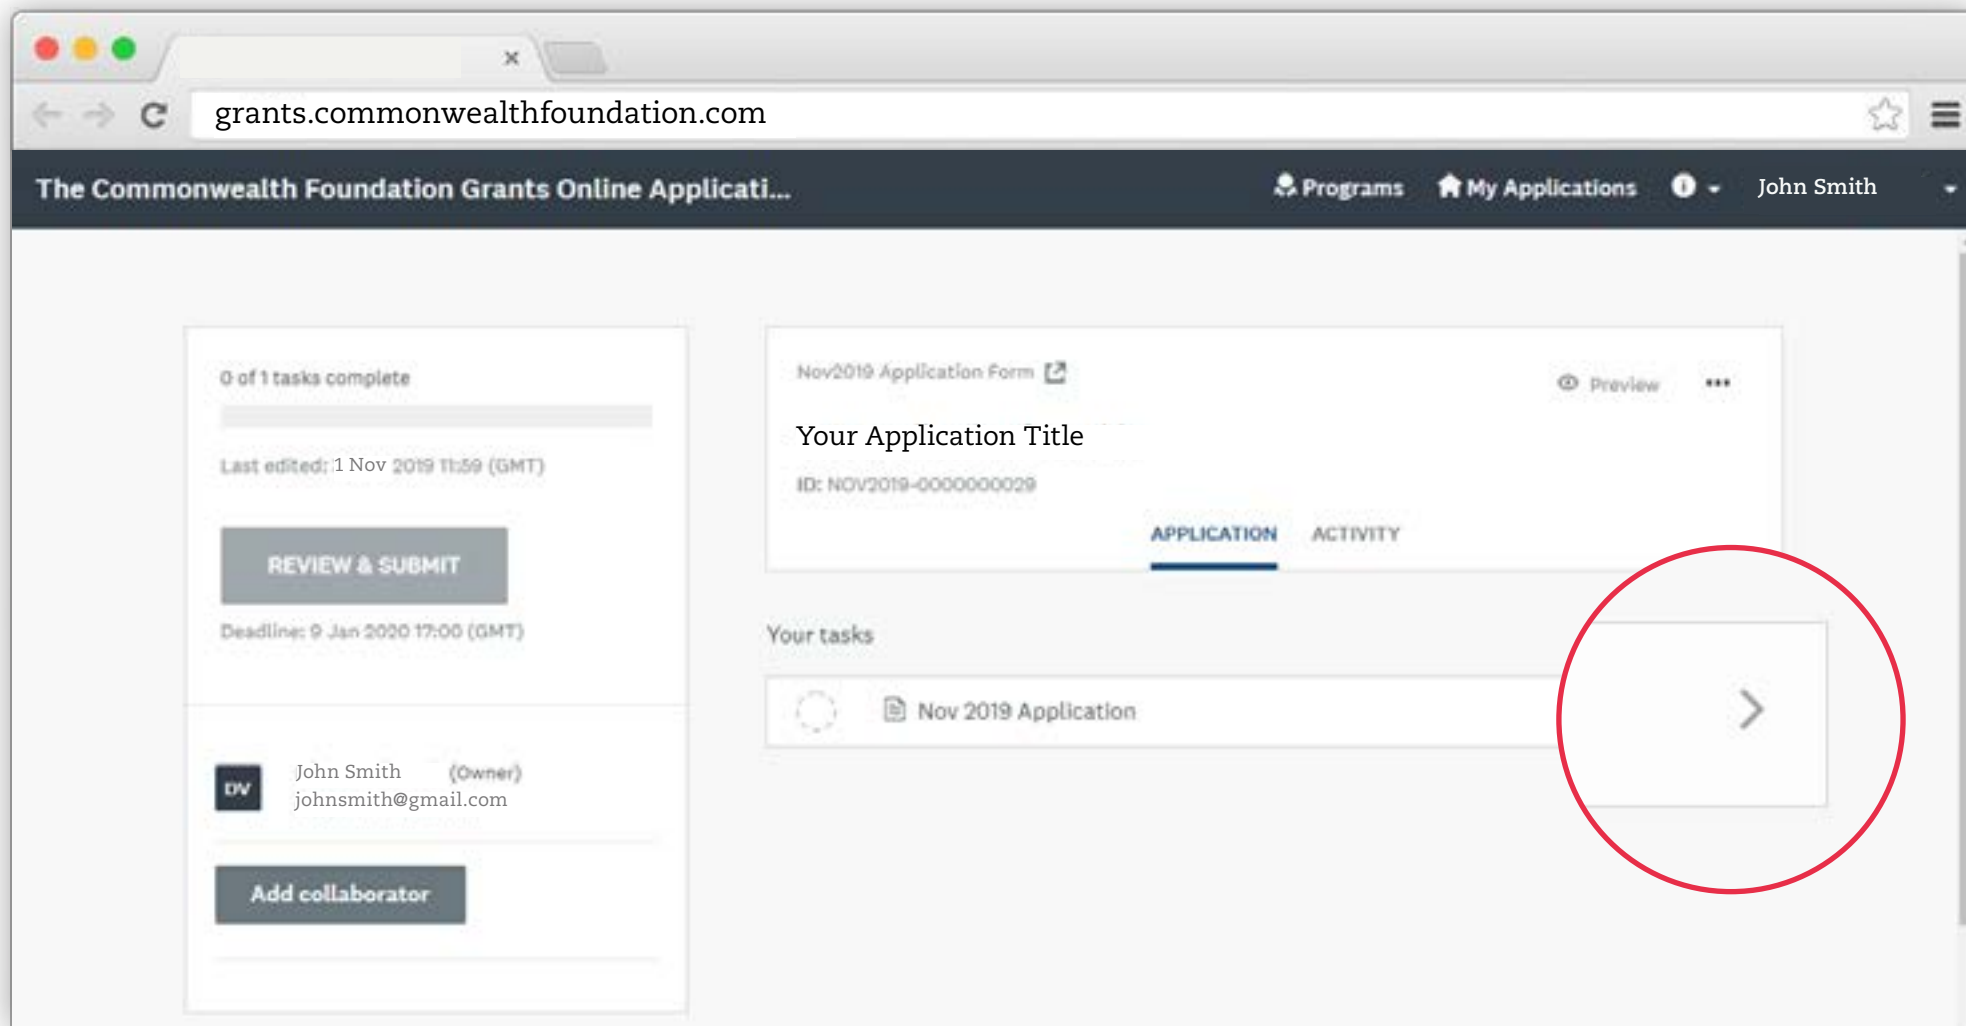 grants.commonwealthfoundation.com
The Commonwealth Foundation Grants Online Applicati...
Programs My Applications John Smith
0 of 1 tasks complete
Last edited: 1 Nov 2019 11:59 (GMT)
REVIEW & SUBMIT
Deadline: 9 Jan 2020 17:00 (GMT)
DV
John Smith (Owner)
johnsmith@gmail.com
Add collaborator
Nov2019 Application Form
Preview
Your Application Title
ID: NOV2019-0000000029
APPLICATION ACTIVITY
Your tasks
Nov 2019 Application